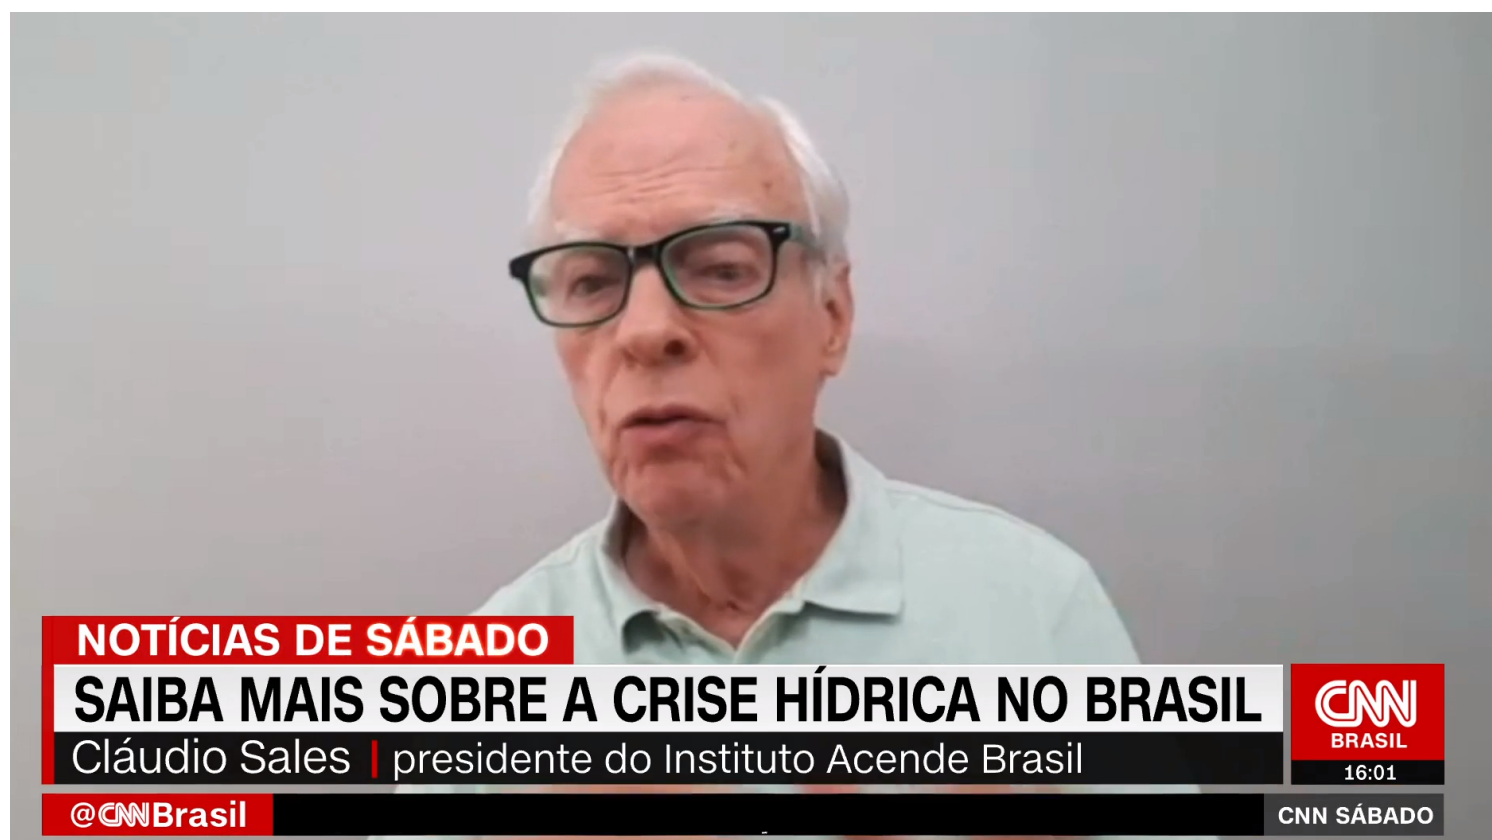 NOTÍCIAS DE SÁBADO
SAIBA MAIS SOBRE A CRISE HÍDRICA NO BRASIL
Cláudio Sales | presidente do Instituto Acende Brasil
CNN
BRASIL
16:01
@CNNBrasil
CNN SÁBADO